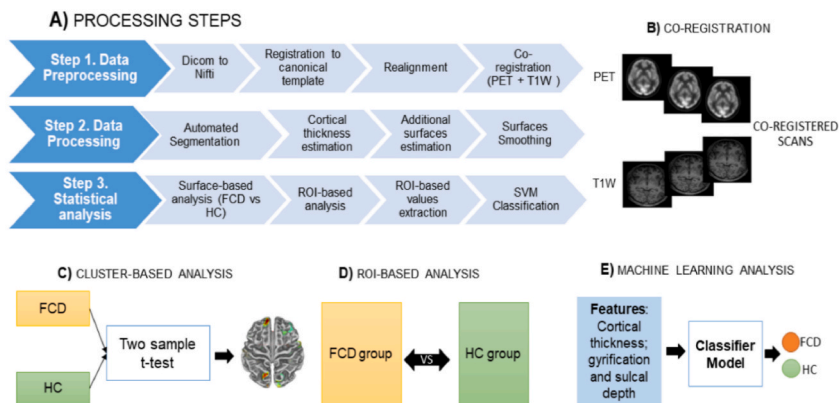 A) PROCESSING STEPS
Step 1. Data
Preprocessing
Dicom to
Nifti
Registration to
canonical
template
Realignment
Co-
registration
(PET + T1W )
Step 2. Data
Processing
Automated
Segmentation
Cortical
thickness
estimation
Additional
surfaces
estimation
Surfaces
Smoothing
Step 3.
Statistical
analysis
Surface-based
analysis (FCD vs
HC)
ROI-based
analysis
ROI-based
values
extraction
SVM
Classification
B) CO-REGISTRATION
PET
CO-REGISTERED
SCANS
T1W
C) CLUSTER-BASED ANALYSIS
FCD
HC
Two sample
t-test
D) ROI-BASED ANALYSIS
FCD group
VS
HC group
E) MACHINE LEARNING ANALYSIS
Features:
Cortical
thickness;
gyrification
and sulcal
depth
Classifier
Model
FCD
HC